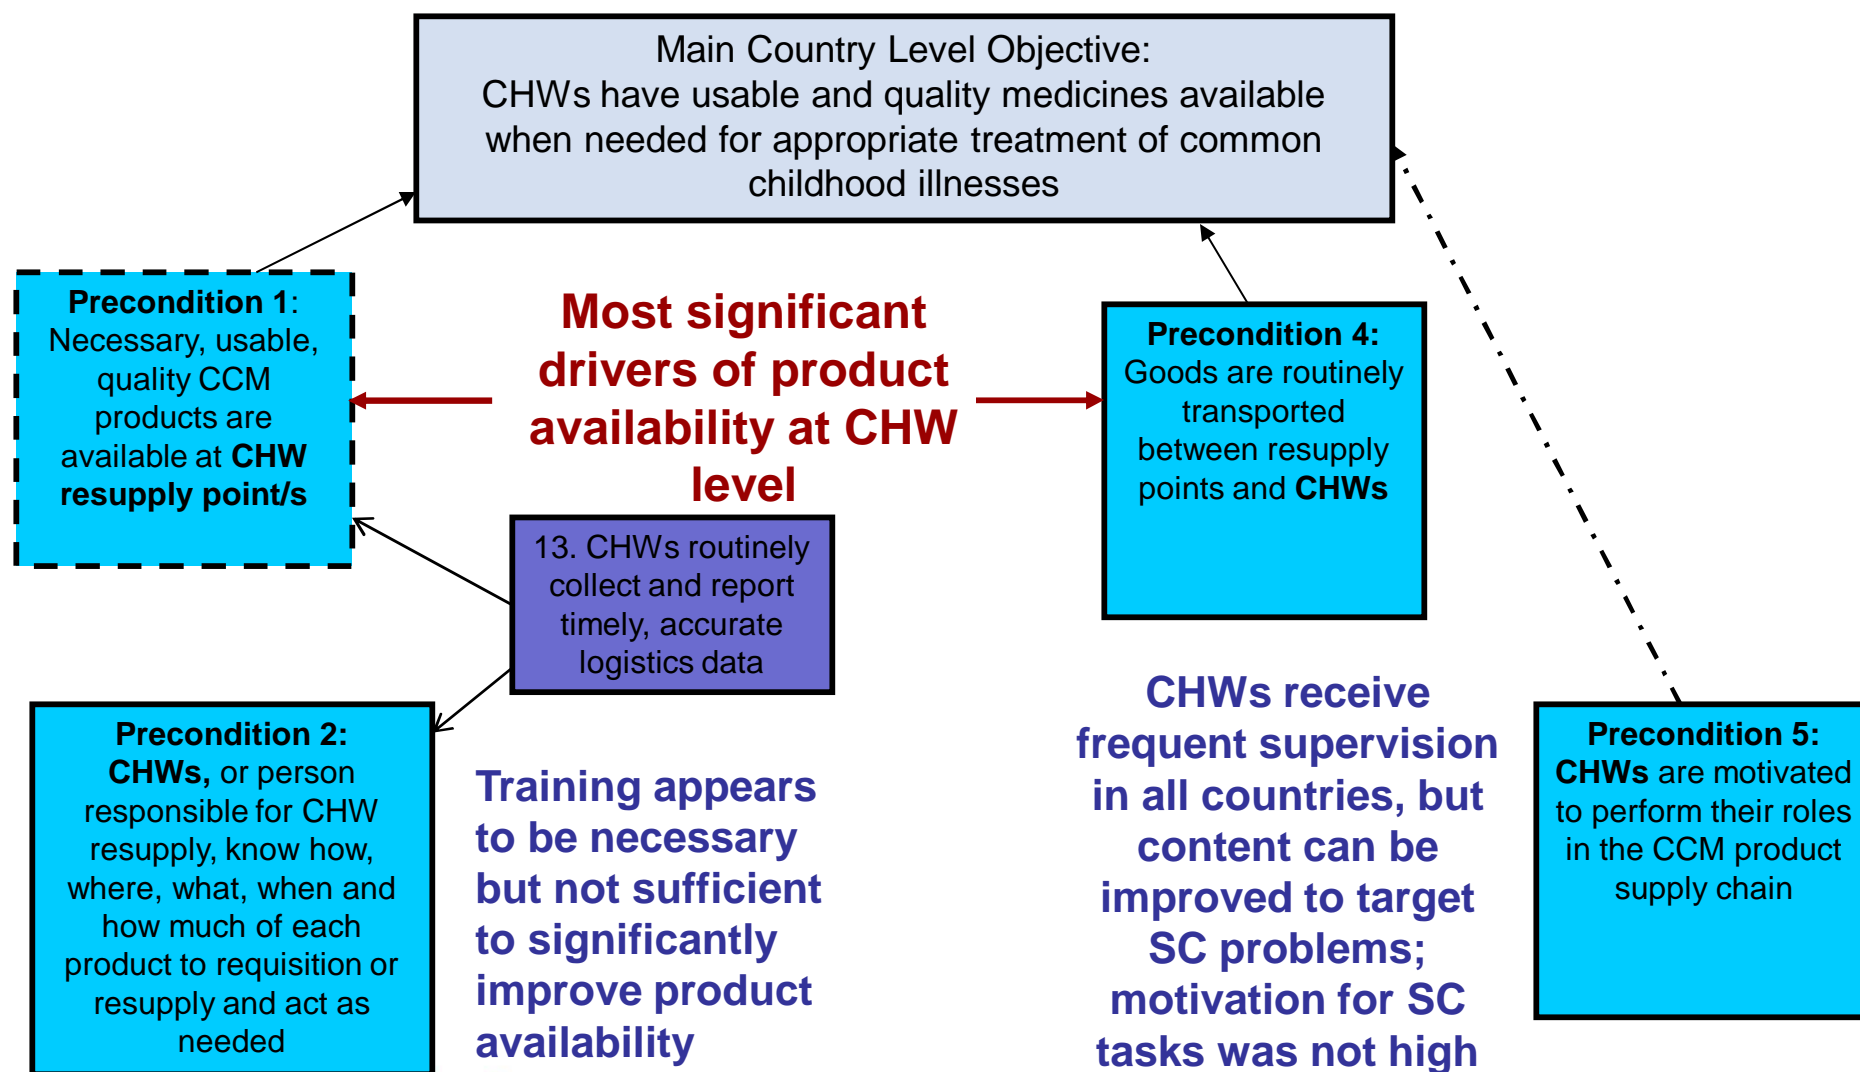 Main Country Level Objective:
CHWs have usable and quality medicines available
when needed for appropriate treatment of common
childhood illnesses
Precondition 1:
Necessary, usable,
quality CCM
products are
available at CHW
resupply point/s
Most significant
drivers of product
availability at CHW
level
Precondition 4:
Goods are routinely
transported
between resupply
points and CHWs
13. CHWs routinely
collect and report
timely, accurate
logistics data
Precondition 2:
CHWs, or person
responsible for CHW
resupply, know how,
where, what, when and
how much of each
product to requisition or
resupply and act as
needed
Training appears
to be necessary
but not sufficient
to significantly
improve product
availability
CHWs receive
frequent supervision
in all countries, but
content can be
improved to target
SC problems;
motivation for SC
tasks was not high
Precondition 5:
CHWs are motivated
to perform their roles
in the CCM product
supply chain